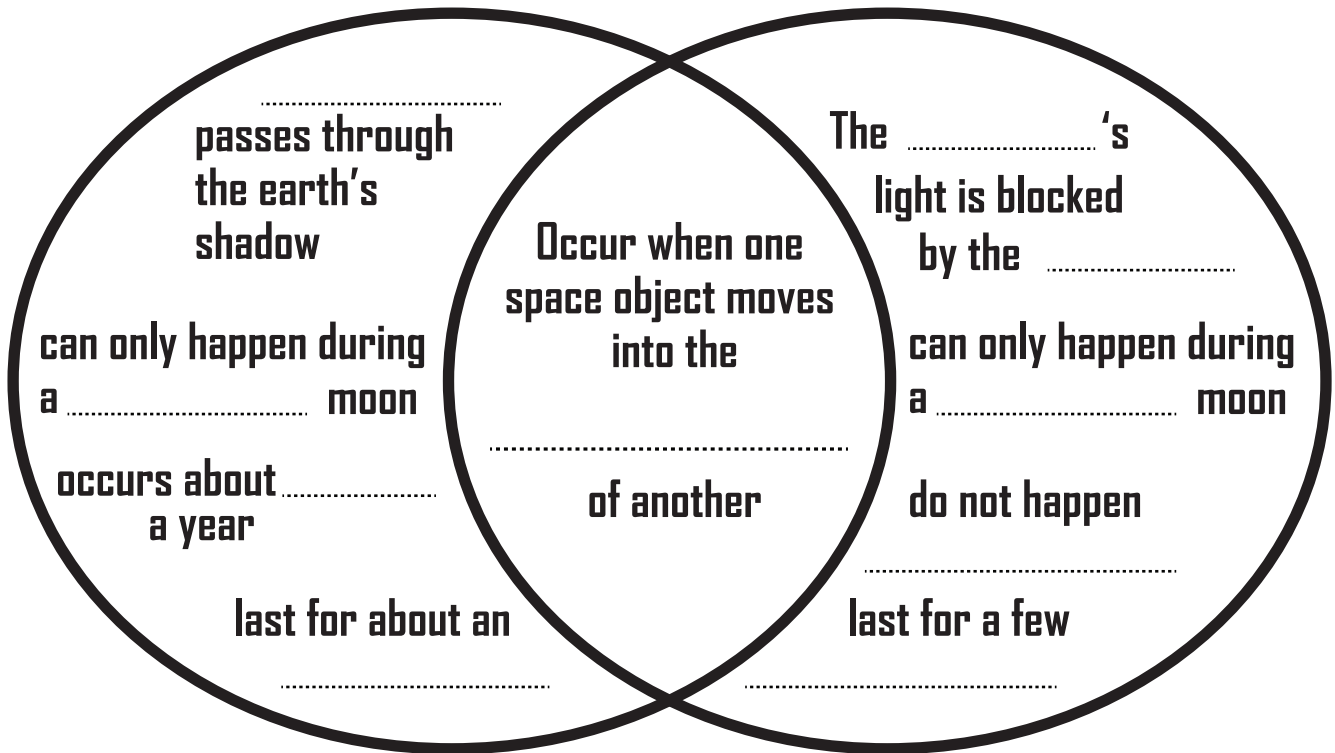 passes through
the earth's
shadow
can only happen during
a ........................ moon
occurs about ........................
a year
last for about an
Occur when one
space object moves
into the
of another
The ........................ ‘s
light is blocked
by the ........................
can only happen during
a ........................ moon
do not happen
last for a few